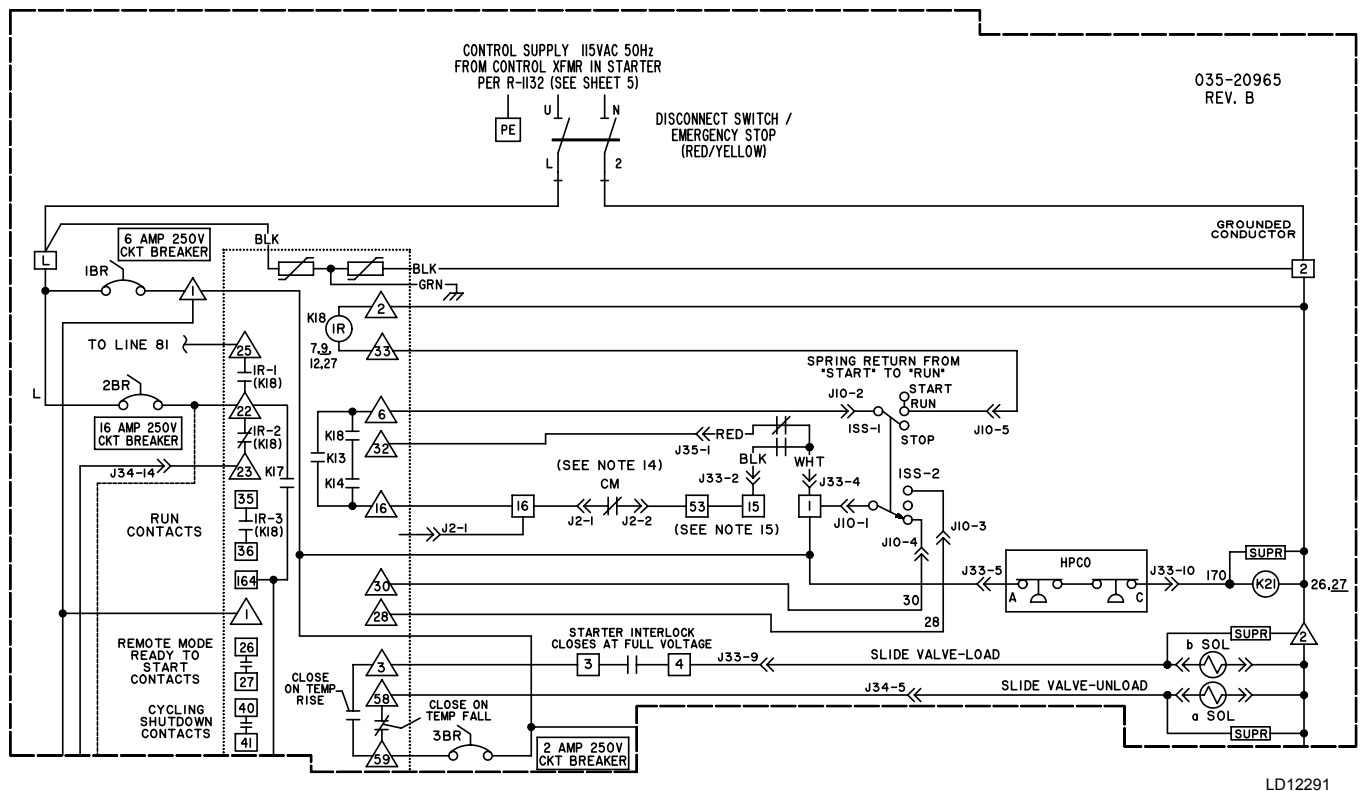 CONTROL SUPPLY 115VAC 50Hz
FROM CONTROL XFMR IN STARTER
PER R-1132 (SEE SHEET 5)
035-20965
REV. B
U
N
PE
DISCONNECT SWITCH /
EMERGENCY STOP
(RED/YELLOW)
L
2
GROUNDED
CONDUCTOR
6 AMP 250V
CKT BREAKER
BLK
L
1BR
1
BLK
GRN
2
2
K18
1R
7,9,
12,27
33
TO LINE 81
25
1R-1
(K18)
SPRING RETURN FROM
"START" TO "RUN"
START
RUN
STOP
J10-2
1SS-1
J10-5
L
2BR
22
6
16 AMP 250V
CKT BREAKER
1R-2
(K18)
K18
32
RED
J35-1
J34-14
23
K17
K13
K14
(SEE NOTE 14)
CM
BLK
WHT
J33-2
J33-4
1SS-2
35
16
16
J2-1
J2-2
53
15
1
J10-1
J10-4
J10-3
RUN
CONTACTS
1R-3
(K18)
36
J2-1
(SEE NOTE 15)
HPCO
SUPR
164
30
30
J33-5
A
C
J33-10
170
K21
26,27
1
28
28
REMOTE MODE
READY TO
START
CONTACTS
26
27
STARTER INTERLOCK
CLOSES AT FULL VOLTAGE
SUPR
2
3
3
4
J33-9
SLIDE VALVE-LOAD
b SOL
CLOSE
ON TEMP
RISE
58
J34-5
SLIDE VALVE-UNLOAD
a SOL
CYCLING
SHUTDOWN
CONTACTS
40
41
CLOSE ON
TEMP FALL
3BR
59
2 AMP 250V
CKT BREAKER
SUPR
LD12291